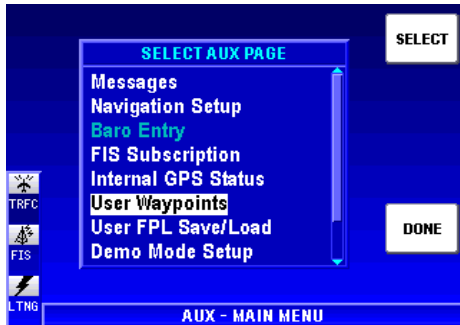 SELECT
SELECT AUX PAGE
Messages
Navigation Setup
Baro Entry
FIS Subscription
Internal GPS Status
User Waypoints
User FPL Save/Load
Demo Mode Setup
TRFC
FIS
LTNG
DONE
AUX - MAIN MENU